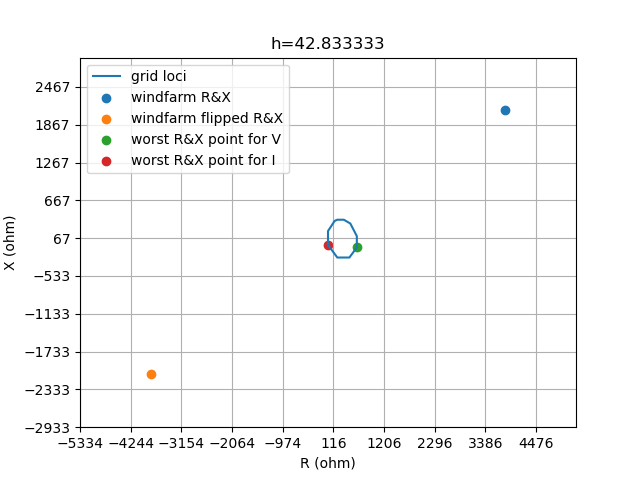 h=42.833333
grid loci
windfarm R&X
windfarm flipped R&X
worst R&X point for V
worst R&X point for I
2467
1867
1267
667
67
−533
−1133
−1733
−2333
−2933
X (ohm)
−5334 −4244 −3154 −2064 −974 116 1206 2296 3386 4476
R (ohm)